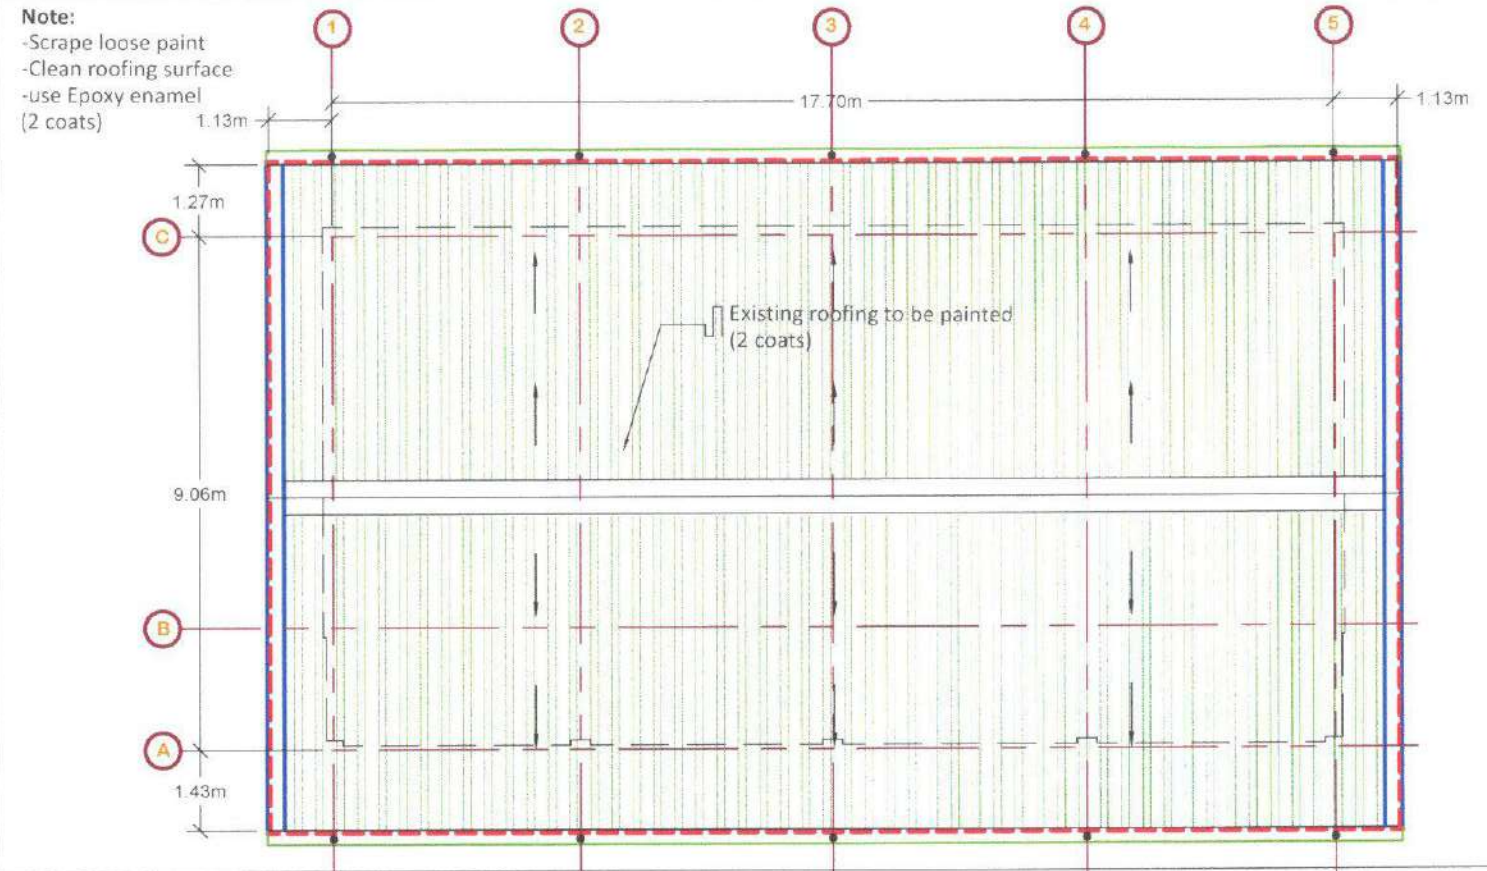 Note:
-Scrape loose paint
-Clean roofing surface
-use Epoxy enamel
(2 coats)
1
2
3
4
5
17.70m
1.13m
1.13m
1.27m
C
Existing roofing to be painted
(2 coats)
9.06m
B
A
1.43m